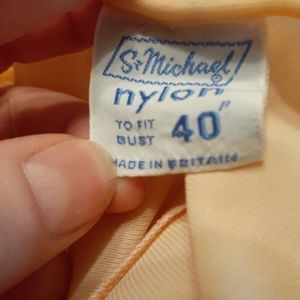 St Michael
nylon
TO FIT
BUST 40"
MADE IN BRITAIN